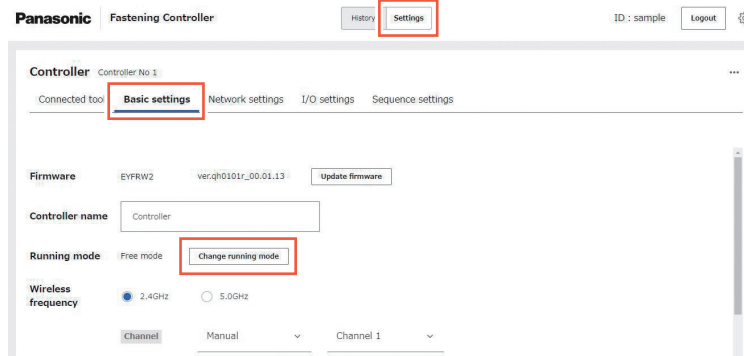 Panasonic Fastening Controller History Settings ID : sample Logout
Controller Controller No 1 ...
Connected tool Basic settings Network settings I/O settings Sequence settings
Firmware EYFRW2 ver.qh0101r_00.01.13 Update firmware
Controller name Controller
Running mode Free mode Change running mode
Wireless
frequency 2.4GHz 5.0GHz
Channel Manual Channel 1